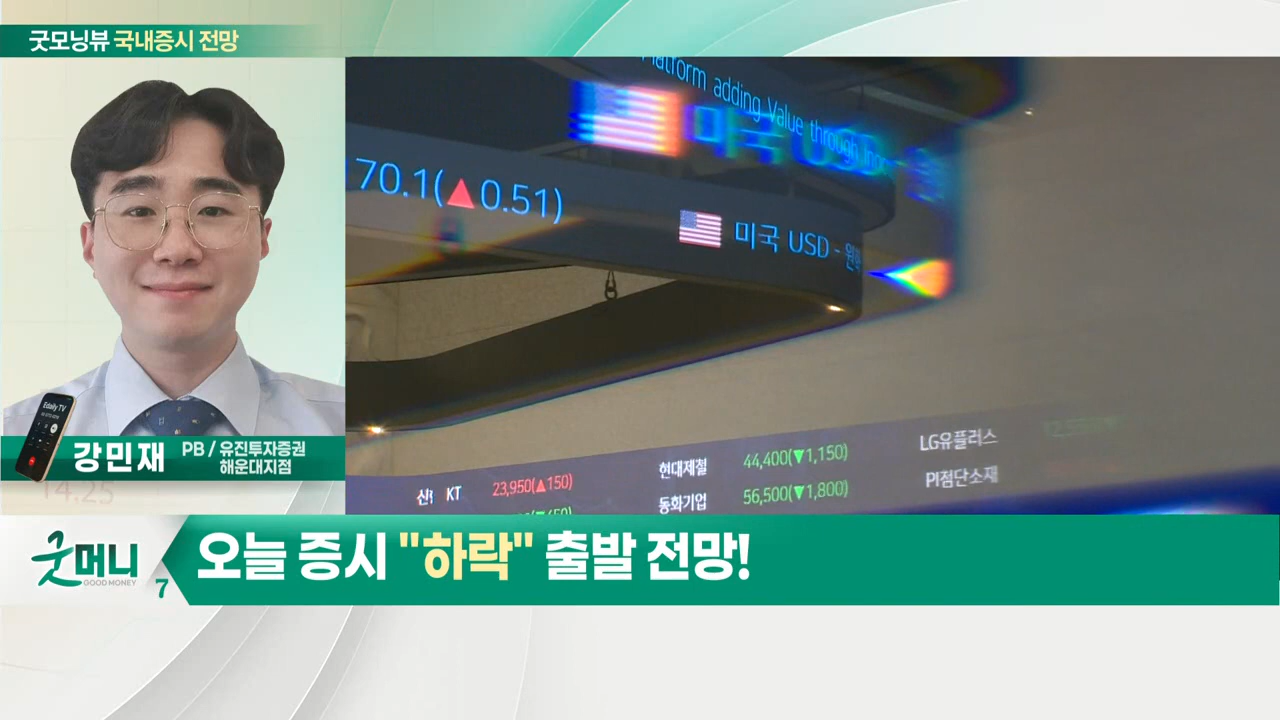 굿모닝뷰 국내증시 전망
Platform adding Value through
미국 USD
70.1(▲0.51)
미국 USD - 원
KT 23,950(▲150)
현대제철 44,400(▼1,150)
동화기업 56,500(▼1,800)
LG유플러스
PI첨단소재
Edaily TV
강민재
PB / 유진투자증권
해운대지점
14.25
굿머니
GOOD MONEY
7
오늘 증시 "하락" 출발 전망!